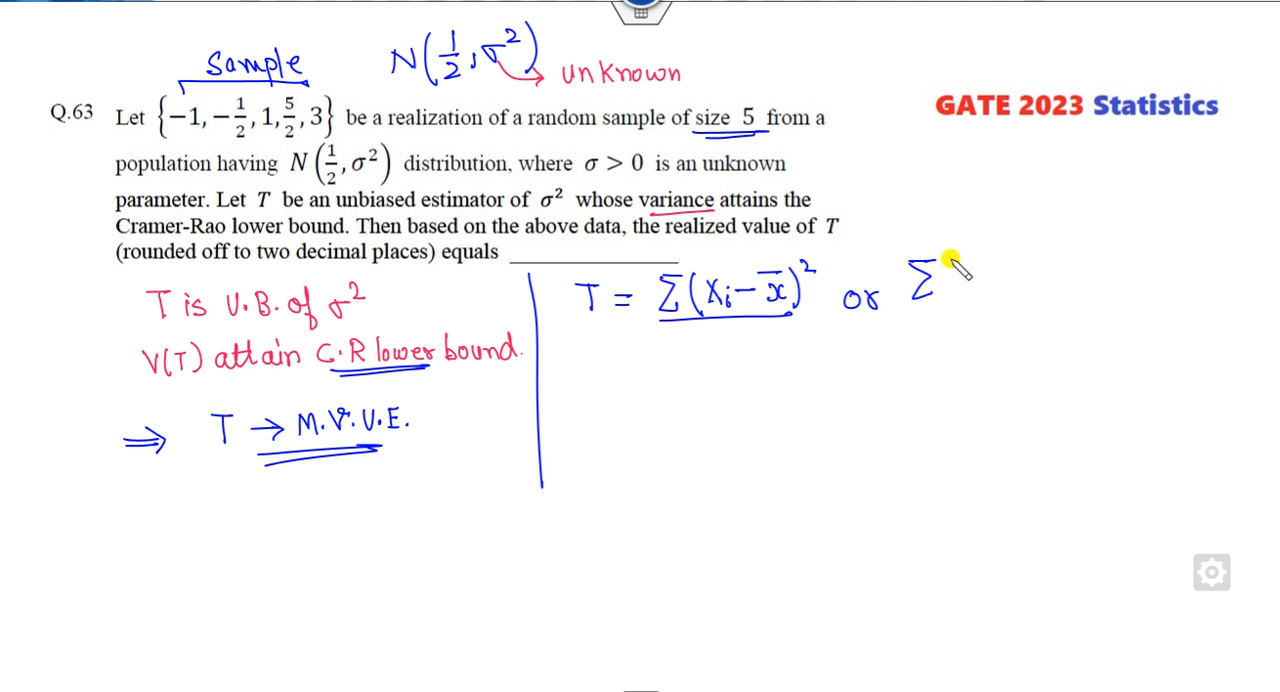 Sample N(1/2, σ²)
unknown
Q.63 Let {−1, −1/2, 1, 5/2, 3} be a realization of a random sample of size 5 from a
GATE 2023 Statistics
population having N(1/2, σ²) distribution, where σ > 0 is an unknown
parameter. Let T be an unbiased estimator of σ² whose variance attains the
Cramer-Rao lower bound. Then based on the above data, the realized value of T
(rounded off to two decimal places) equals ____________
T is U.B. of σ²
V(T) attain C.R lower bound.
⇒ T → M.V.U.E.
T = Σ(Xᵢ − x̄)² or Σ